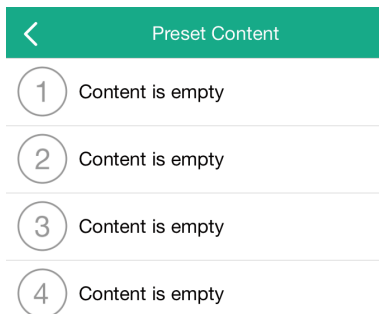 Preset Content
1 Content is empty
2 Content is empty
3 Content is empty
4 Content is empty